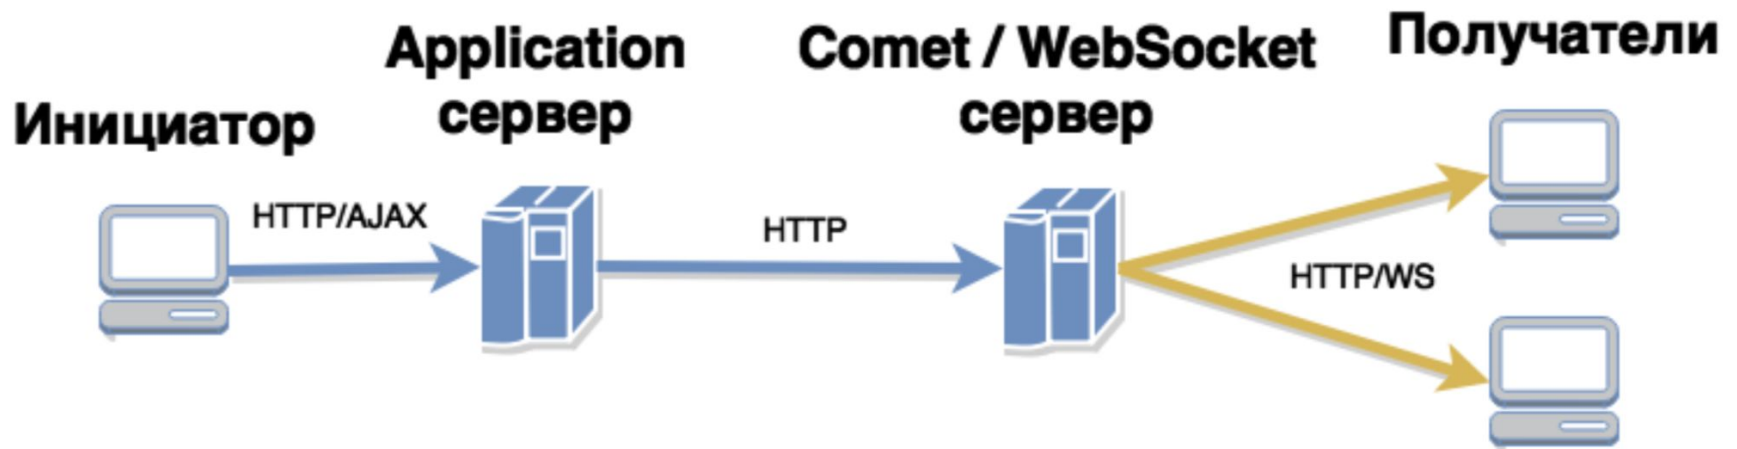 Инициатор
Application
сервер
Comet / WebSocket
сервер
Получатели
HTTP/AJAX
HTTP
HTTP/WS